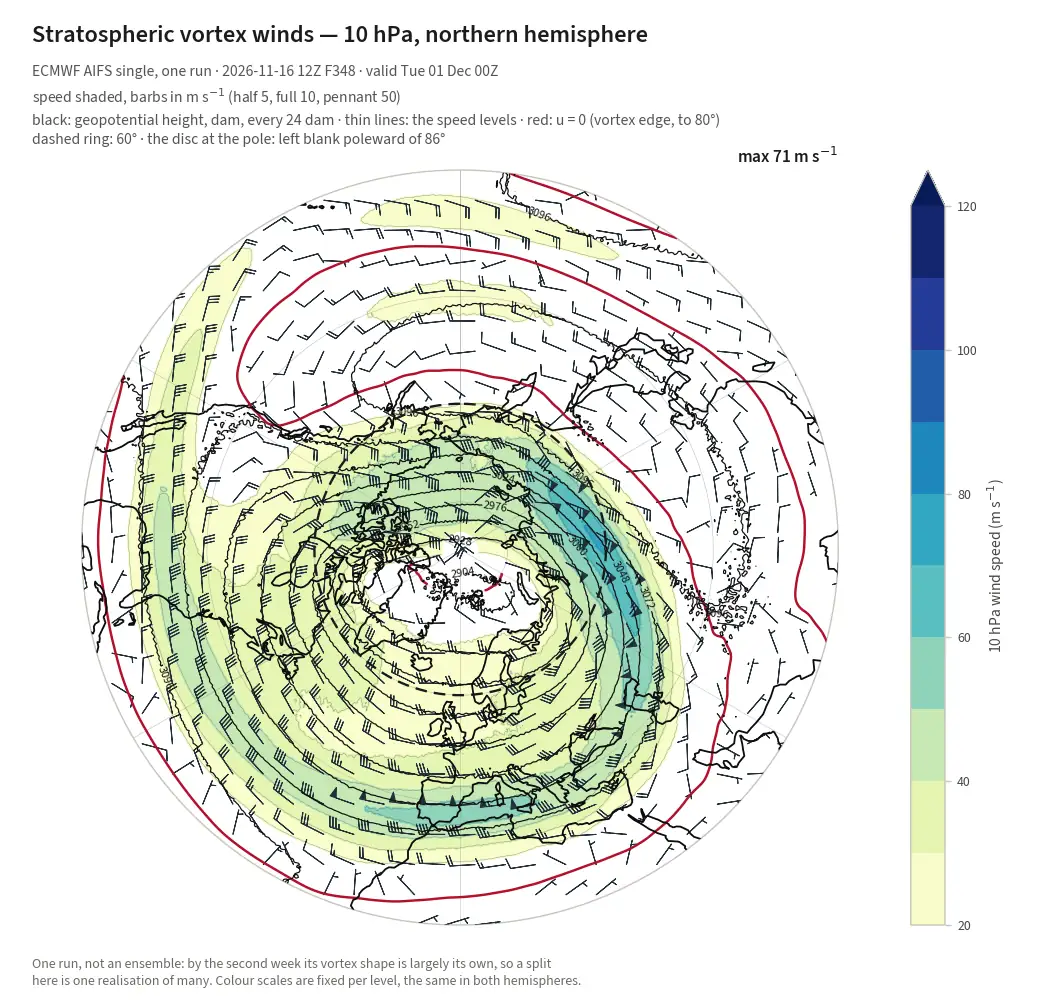 Stratospheric vortex winds — 10 hPa, northern hemisphere
ECMWF AIFS single, one run · 2026-11-16 12Z F348 · valid Tue 01 Dec 00Z
speed shaded, barbs in m s⁻¹ (half 5, full 10, pennant 50)
black: geopotential height, dam, every 24 dam · thin lines: the speed levels · red: u = 0 (vortex edge, to 80°)
dashed ring: 60° · the disc at the pole: left blank poleward of 86°
max 71 m s⁻¹
3096
2976
2928
2904
3048
3072
120
100
80
60
40
20
10 hPa wind speed (m s⁻¹)
One run, not an ensemble: by the second week its vortex shape is largely its own, so a split
here is one realisation of many. Colour scales are fixed per level, the same in both hemispheres.